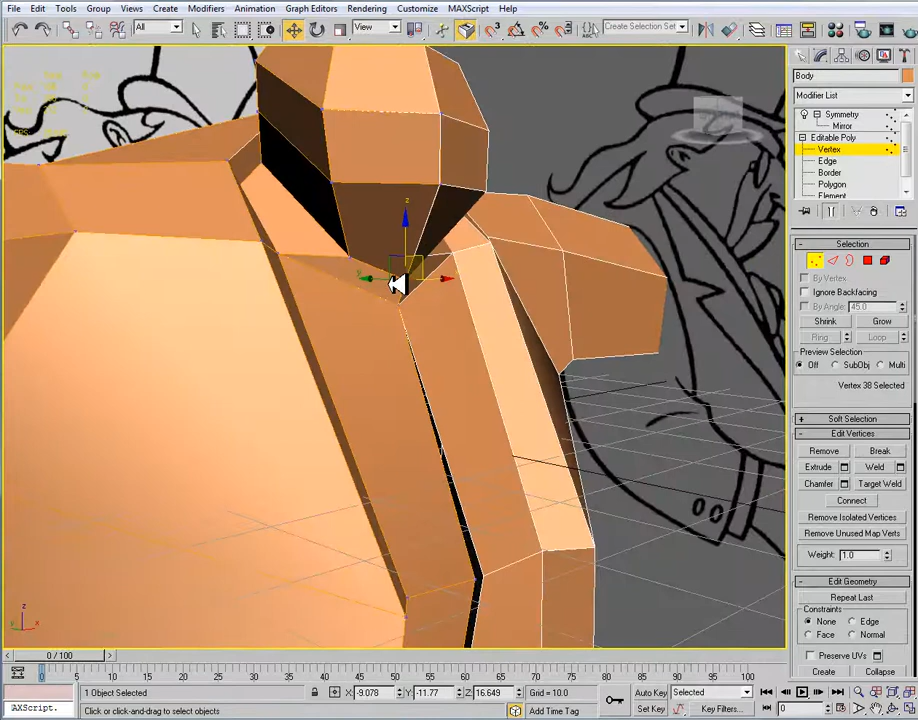 File Edit Tools Group Views Create Modifiers Animation Graph Editors Rendering Customize MAXScript Help
All View Create Selection Set
Body
Modifier List
Symmetry
Mirror
Editable Poly
Vertex
Edge
Border
Polygon
Element
Selection
By Vertex
Ignore Backfacing
By Angle: 45.0
Shrink Grow
Ring Loop
Preview Selection
Off SubObj Multi
Vertex 38 Selected
Soft Selection
Edit Vertices
Remove Break
Extrude Weld
Chamfer Target Weld
Connect
Remove Isolated Vertices
Remove Unused Map Verts
Weight: 1.0
Edit Geometry
Repeat Last
Constraints
None Edge
Face Normal
Preserve UVs
Create Collapse
z
y
z
x
0 / 100
0 5 10 15 20 25 30 35 40 45 50 55 60 65 70 75 80 85 90 95 100
1 Object Selected X: -9.078 Y: -11.77 Z: 16.649 Grid = 10.0 Auto Key Selected
AXScript. Click or click-and-drag to select objects Add Time Tag Set Key Key Filters... 0